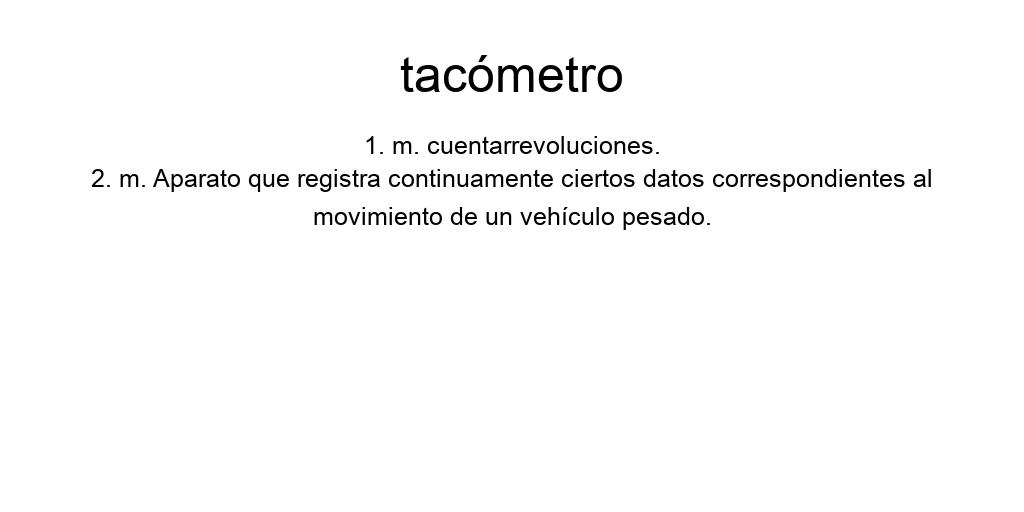 tacómetro
1. m. cuentarrevoluciones.
2. m. Aparato que registra continuamente ciertos datos correspondientes al
movimiento de un vehículo pesado.